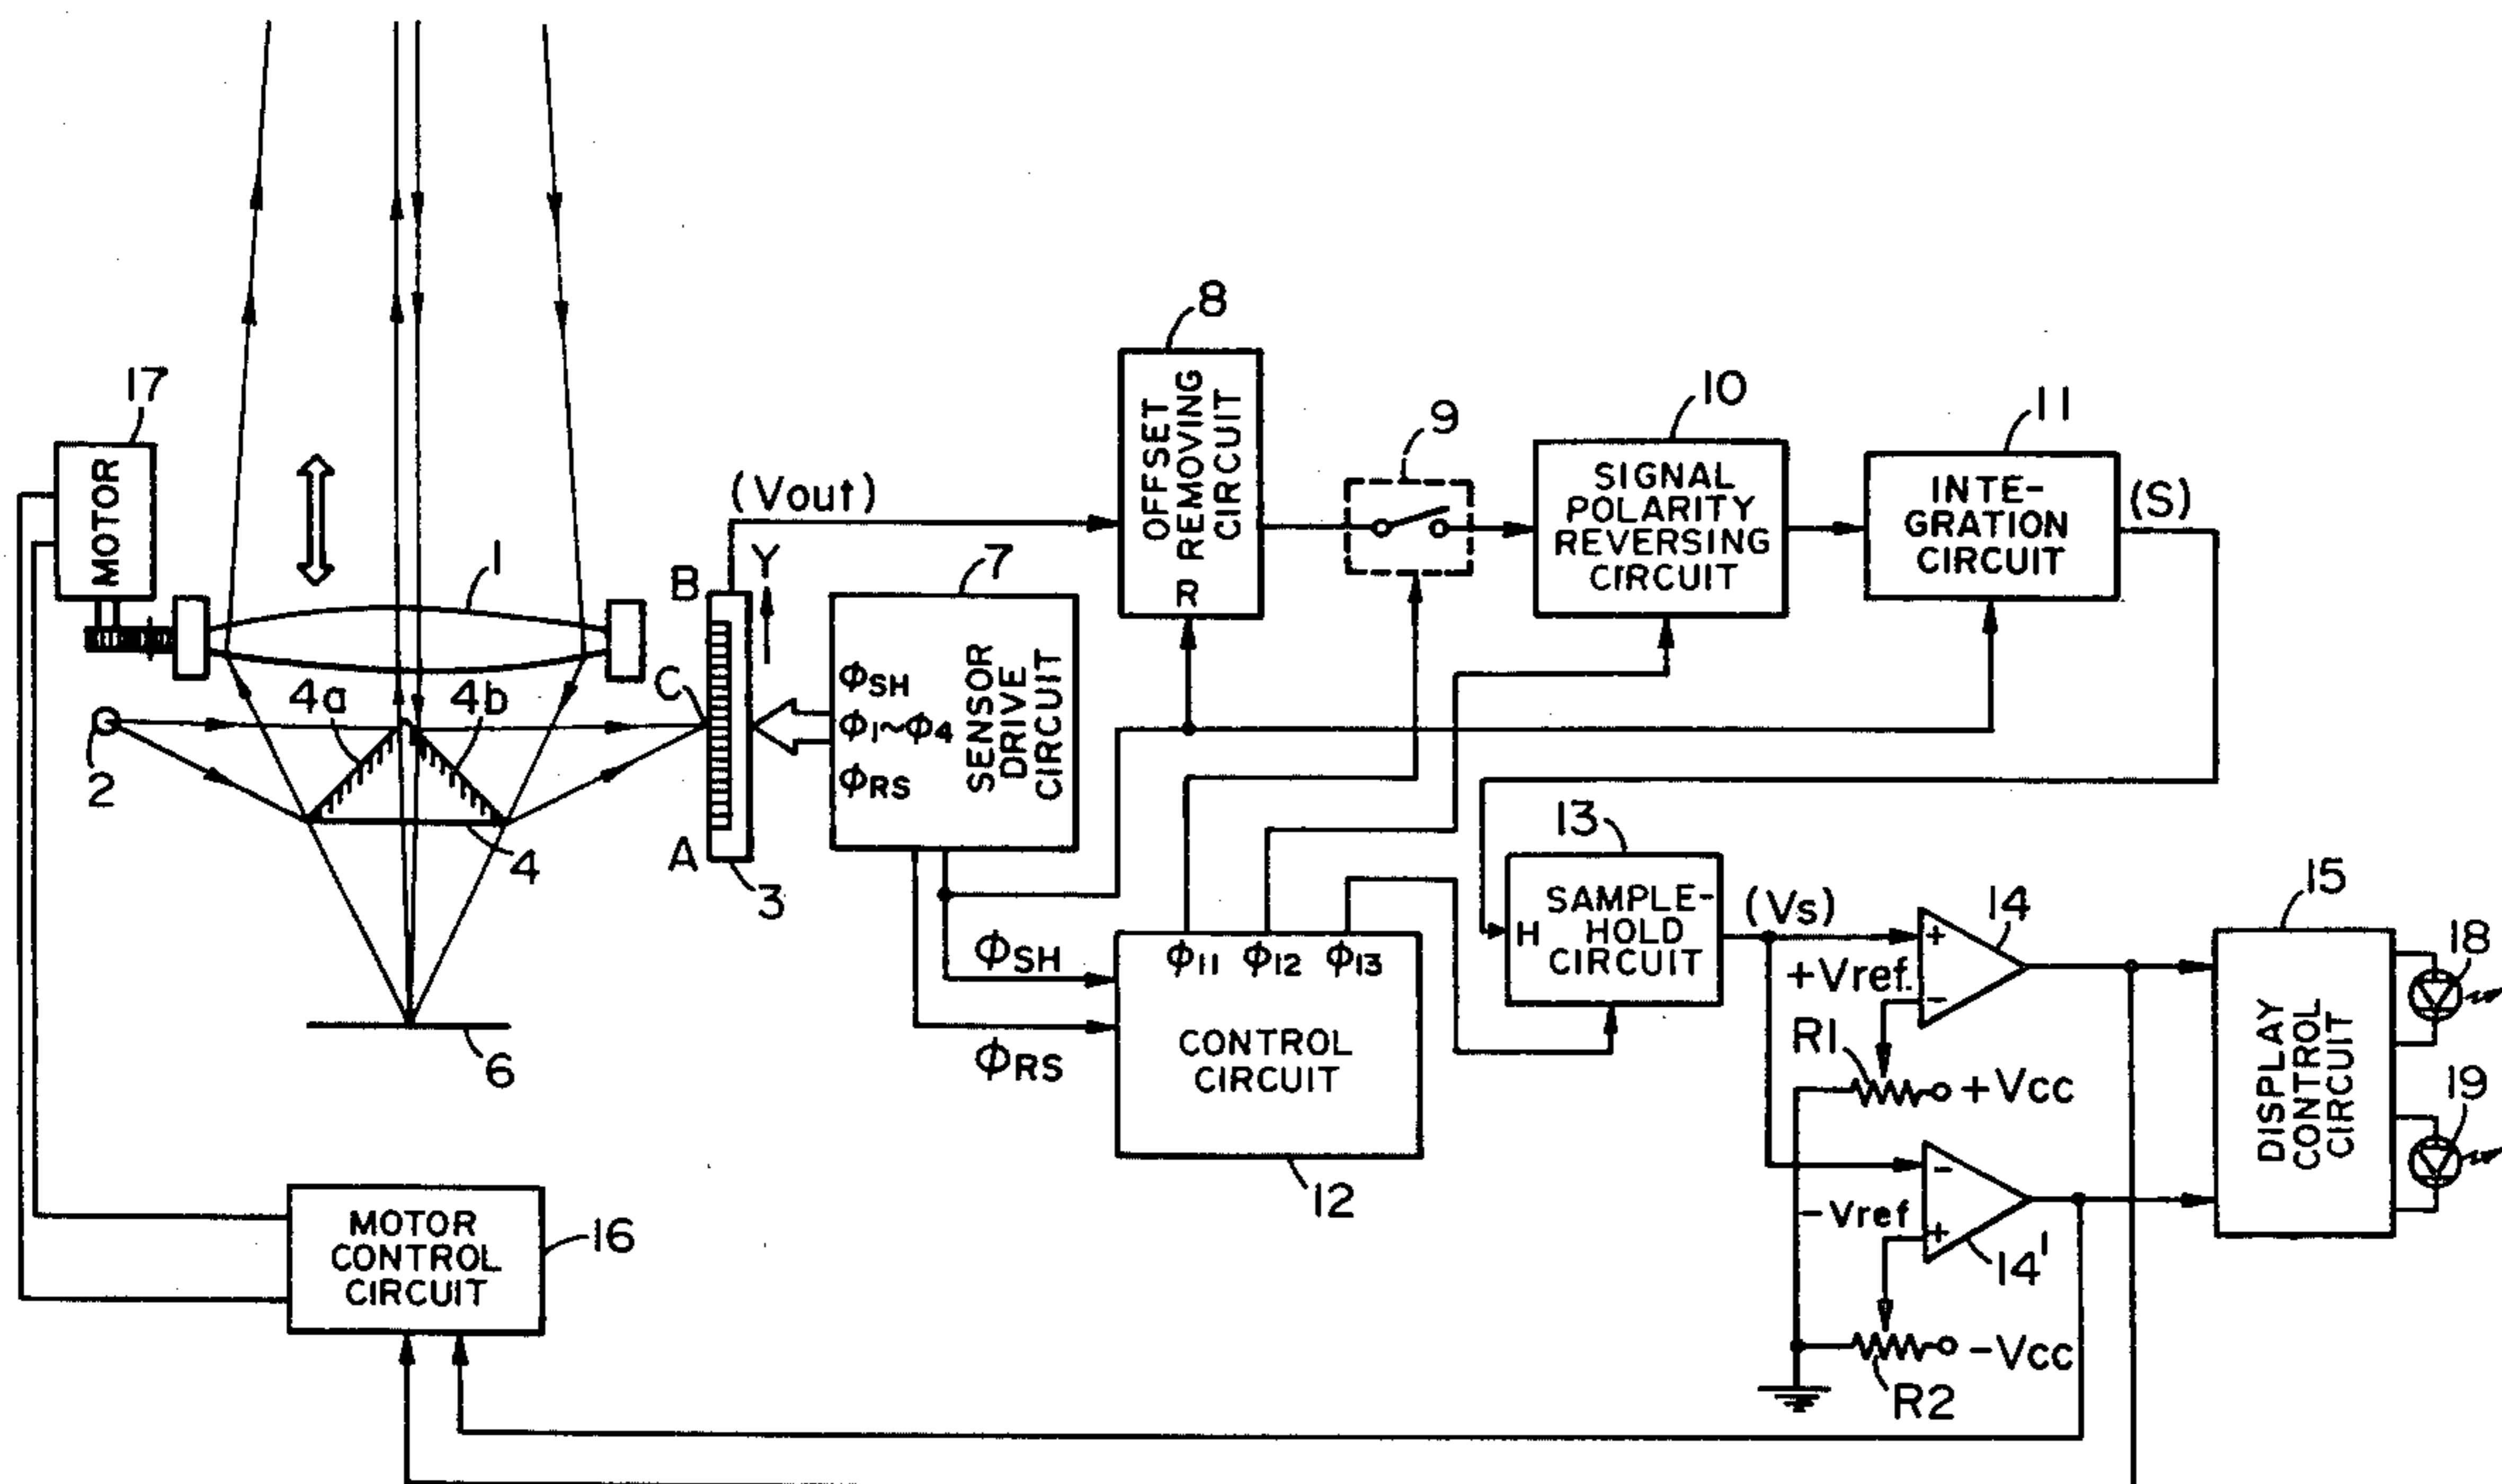 17
MOTOR
1
2
4a
4b
4
6
B
C
A
3
(Vout)
Y
7
ΦSH
Φ1~Φ4
ΦRS
SENSOR
DRIVE
CIRCUIT
8
OFFSET
REMOVING
CIRCUIT
R
9
10
SIGNAL
POLARITY
REVERSING
CIRCUIT
11
INTE-
GRATION
CIRCUIT
(S)
ΦSH
ΦRS
Φ11 Φ12 Φ13
CONTROL
CIRCUIT
12
13
H
SAMPLE-
HOLD
CIRCUIT
(Vs)
14
+
-
+Vref
R1
+Vcc
-
+
-Vref
14'
R2
-Vcc
15
DISPLAY
CONTROL
CIRCUIT
18
19
MOTOR
CONTROL
CIRCUIT
16